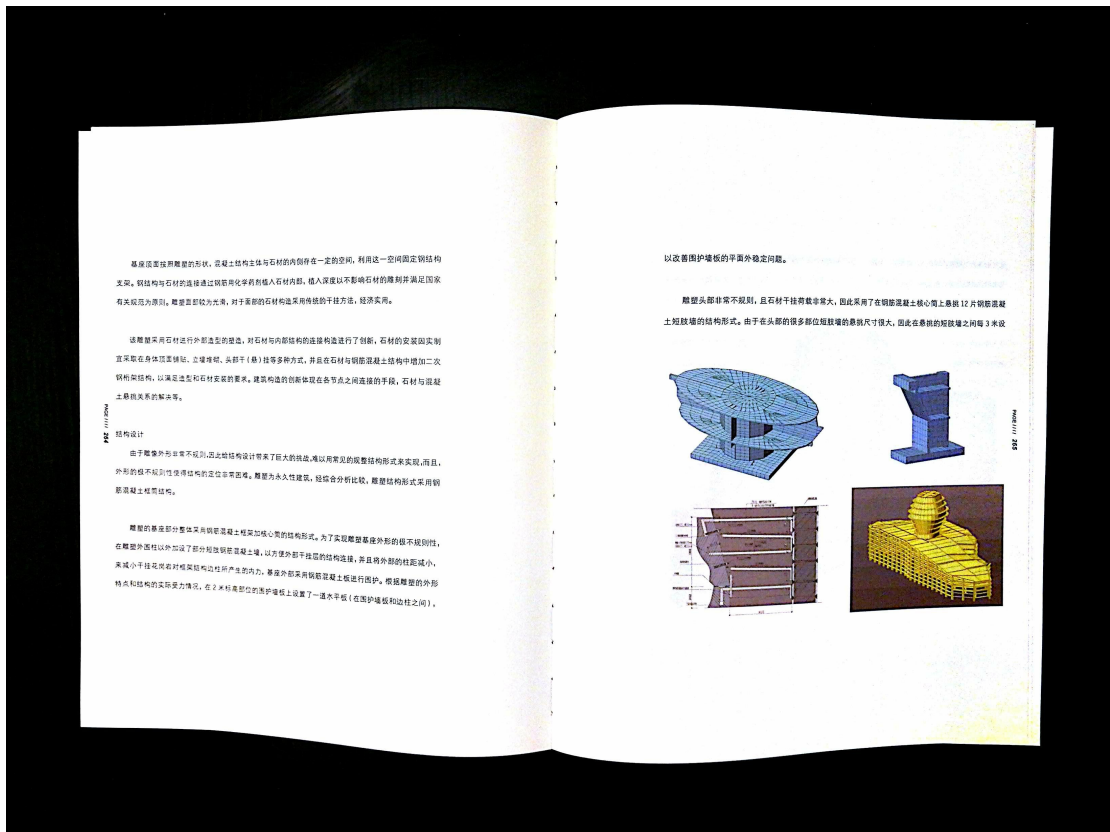 基座顶面按照雕塑的形状，混凝土结构主体与石材的内侧存在一定的空间，利用这一空间固定钢结构
支架。钢结构与石材的连接通过钢筋用化学药剂植入石材内部，植入深度以不影响石材的雕刻并满足国家
有关规范为原则。雕塑面部较为光滑，对于面部的石材构造采用传统的干挂方法，经济实用。
该雕塑采用石材进行外部造型的塑造，对石材与内部结构的连接构造进行了创新，石材的安装因实制
宜采取在身体顶面铺贴、立墙堆砌、头部干(悬)挂等多种方式，并且在石材与钢筋混凝土结构中增加二次
钢桁架结构，以满足造型和石材安装的要求。建筑构造的创新体现在各节点之间连接的手段，石材与混凝
土悬挑关系的解决等。
PAGE //// 264
结构设计
由于雕像外形非常不规则,因此给结构设计带来了巨大的挑战,难以用常见的规整结构形式来实现,而且，
外形的极不规则性使得结构的定位非常困难。雕塑为永久性建筑，经综合分析比较，雕塑结构形式采用钢
筋混凝土框筒结构。
雕塑的基座部分整体采用钢筋混凝土框架加核心筒的结构形式。为了实现雕塑基座外形的极不规则性，
在雕塑外围柱以外加设了部分短肢钢筋混凝土墙，以方便外部干挂层的结构连接，并且将外部的柱距减小，
来减小干挂花岗岩对框架结构边柱所产生的内力。基座外部采用钢筋混凝土板进行围护。根据雕塑的外形
特点和结构的实际受力情况，在 2 米标高部位的围护墙板上设置了一道水平板(在围护墙板和边柱之间)，
以改善围护墙板的平面外稳定问题。
雕塑头部非常不规则，且石材干挂荷载非常大，因此采用了在钢筋混凝土核心筒上悬挑 12 片钢筋混凝
土短肢墙的结构形式。由于在头部的很多部位短肢墙的悬挑尺寸很大，因此在悬挑的短肢墙之间每 3 米设
PAGE //// 265